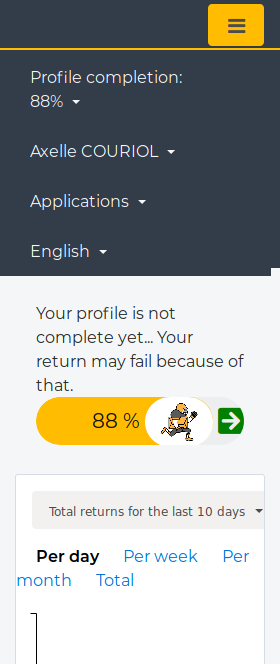 Profile completion:
88%
Axelle COURIOL
Applications
English
Your profile is not
complete yet... Your
return may fail because of
that.
88 %
Total returns for the last 10 days
Per day Per week Per
month Total